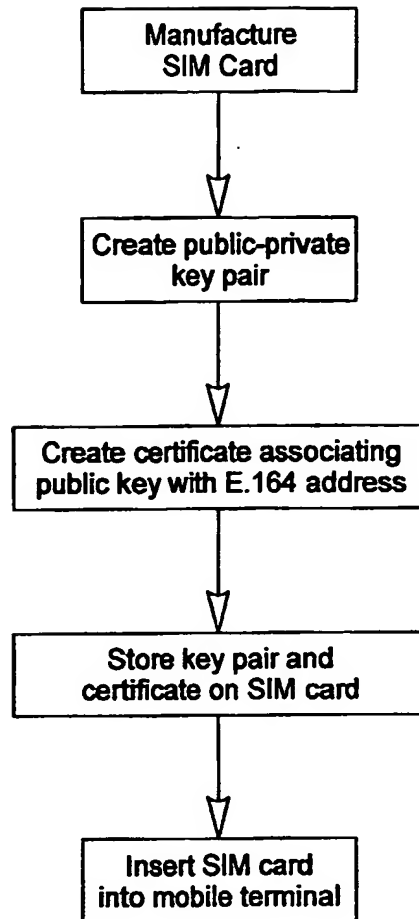 Manufacture
SIM Card
Create public-private
key pair
Create certificate associating
public key with E.164 address
Store key pair and
certificate on SIM card
Insert SIM card
into mobile terminal